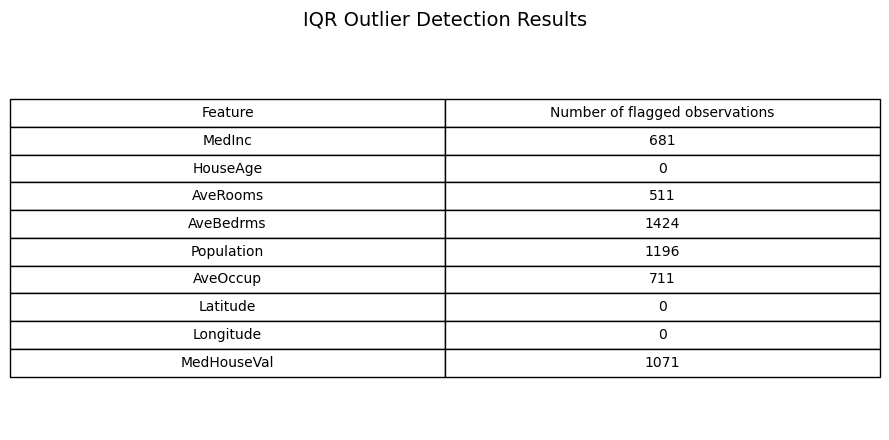 IQR Outlier Detection Results
Feature Number of flagged observations
MedInc 681
HouseAge 0
AveRooms 511
AveBedrms 1424
Population 1196
AveOccup 711
Latitude 0
Longitude 0
MedHouseVal 1071